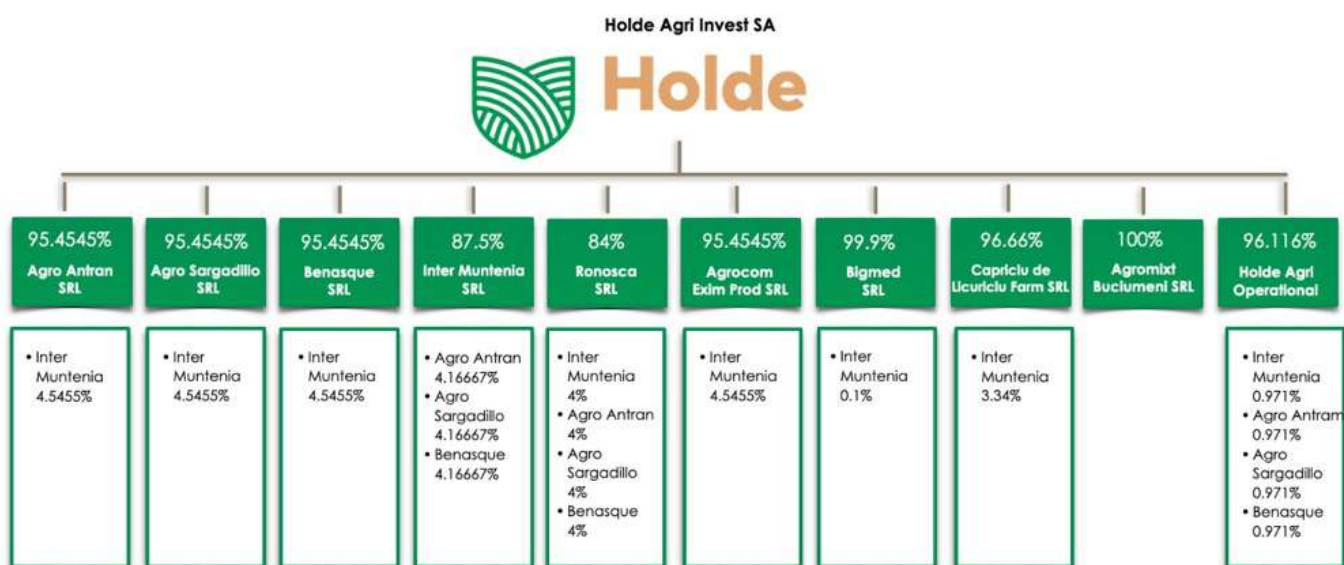 Holde Agri Invest SA
Holde
95.4545%
Agro Antran
SRL
• Inter
Muntenia
4.5455%
95.4545%
Agro Sargadillo
SRL
• Inter
Muntenia
4.5455%
95.4545%
Benasque
SRL
• Inter
Muntenia
4.5455%
87.5%
Inter Muntenia
SRL
• Agro Antran
4.16667%
• Agro
Sargadillo
4.16667%
• Benasque
4.16667%
84%
Ronosca
SRL
• Inter
Muntenia
4%
• Agro Antran
4%
• Agro
Sargadillo
4%
• Benasque
4%
95.4545%
Agrocom
Exim Prod SRL
• Inter
Muntenia
4.5455%
99.9%
Bigmed
SRL
• Inter
Muntenia
0.1%
96.66%
Capriciu de
Licuriciu Farm SRL
• Inter
Muntenia
3.34%
100%
Agromixt
Buciumeni SRL
96.116%
Holde Agri
Operational
• Inter
Muntenia
0.971%
• Agro Antram
0.971%
• Agro
Sargadillo
0.971%
• Benasque
0.971%